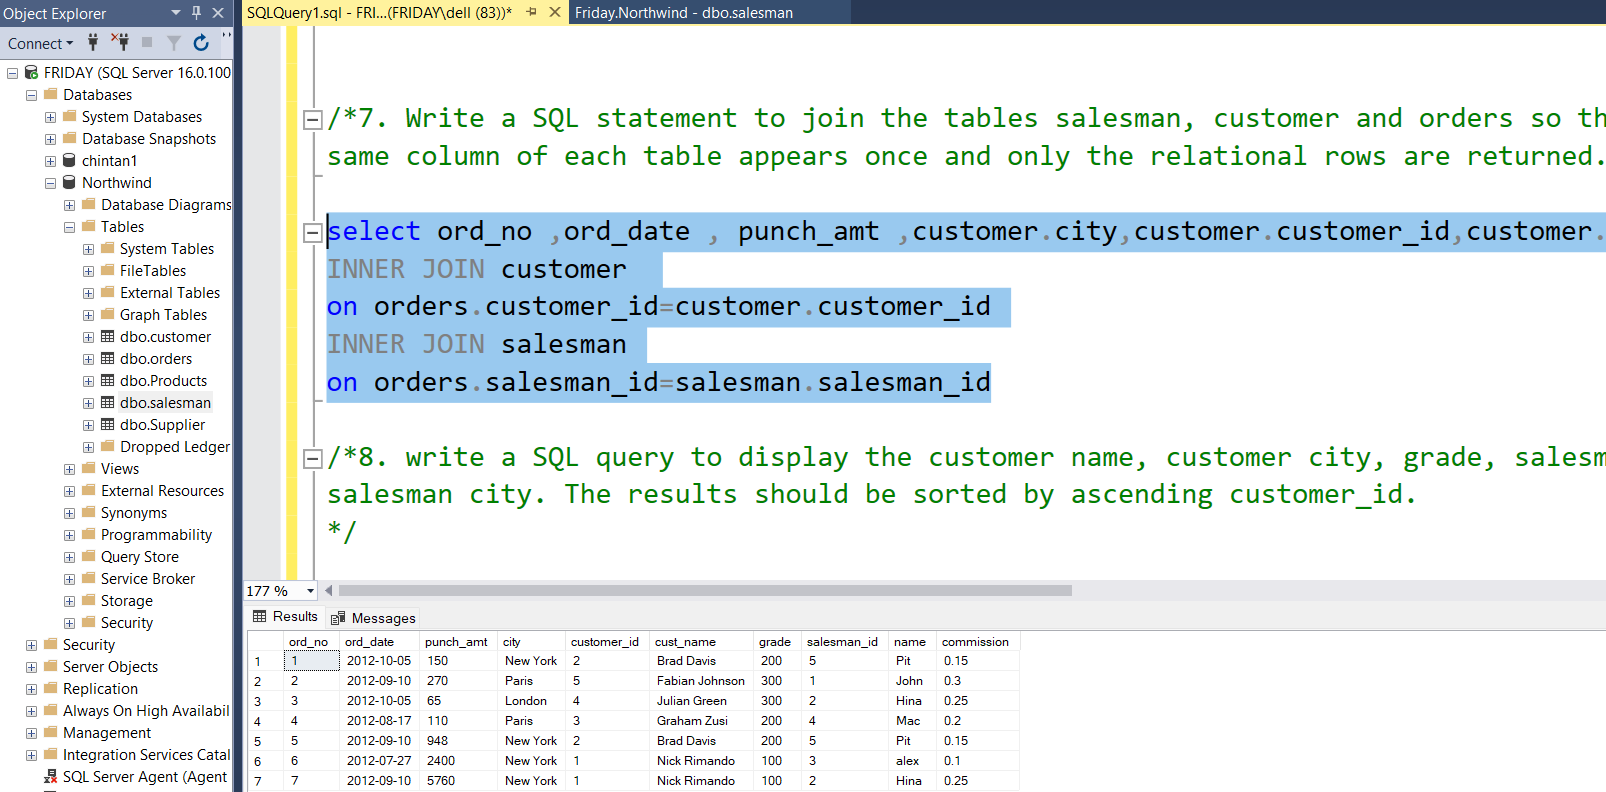 Object Explorer
Connect
FRIDAY (SQL Server 16.0.100
Databases
System Databases
Database Snapshots
chintan1
Northwind
Database Diagrams
Tables
System Tables
FileTables
External Tables
Graph Tables
dbo.customer
dbo.orders
dbo.Products
dbo.salesman
dbo.Supplier
Dropped Ledger
Views
External Resources
Synonyms
Programmability
Query Store
Service Broker
Storage
Security
Security
Server Objects
Replication
Always On High Availabil
Management
Integration Services Catal
SQL Server Agent (Agent
SQLQuery1.sql - FRI...(FRIDAY\dell (83))*
Friday.Northwind - dbo.salesman
/*7. Write a SQL statement to join the tables salesman, customer and orders so th
same column of each table appears once and only the relational rows are returned.
select ord_no ,ord_date , punch_amt ,customer.city,customer.customer_id,customer.
INNER JOIN customer
on orders.customer_id=customer.customer_id
INNER JOIN salesman
on orders.salesman_id=salesman.salesman_id
/*8. write a SQL query to display the customer name, customer city, grade, salesm
salesman city. The results should be sorted by ascending customer_id.
*/
177 %
Results Messages
ord_no ord_date punch_amt city customer_id cust_name grade salesman_id name commission
1 1 2012-10-05 150 New York 2 Brad Davis 200 5 Pit 0.15
2 2 2012-09-10 270 Paris 5 Fabian Johnson 300 1 John 0.3
3 3 2012-10-05 65 London 4 Julian Green 300 2 Hina 0.25
4 4 2012-08-17 110 Paris 3 Graham Zusi 200 4 Mac 0.2
5 5 2012-09-10 948 New York 2 Brad Davis 200 5 Pit 0.15
6 6 2012-07-27 2400 New York 1 Nick Rimando 100 3 alex 0.1
7 7 2012-09-10 5760 New York 1 Nick Rimando 100 2 Hina 0.25